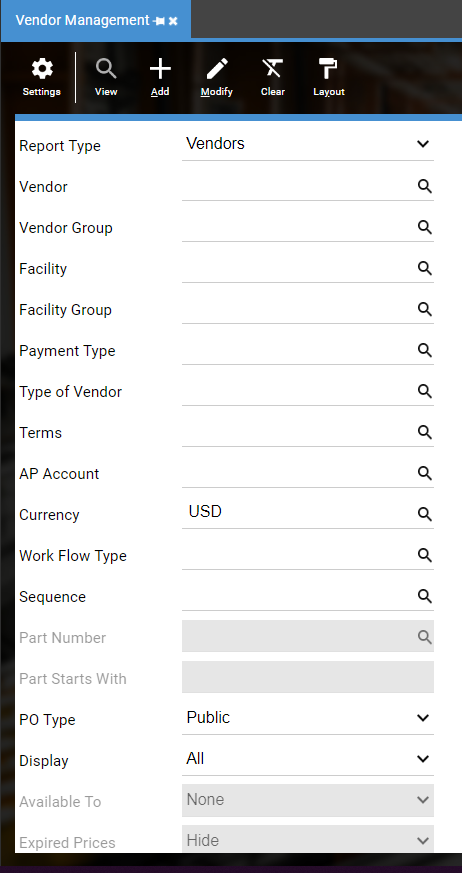 Vendor Management
Settings View Add Modify Clear Layout
Report Type Vendors
Vendor
Vendor Group
Facility
Facility Group
Payment Type
Type of Vendor
Terms
AP Account
Currency USD
Work Flow Type
Sequence
Part Number
Part Starts With
PO Type Public
Display All
Available To None
Expired Prices Hide